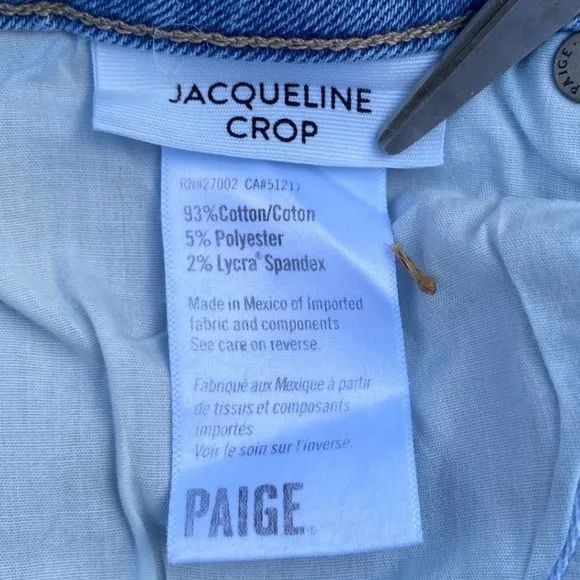 JACQUELINE
CROP
PAIGE
RN#27002 CA#51217
93%Cotton/Coton
5% Polyester
2% Lycra® Spandex
Made in Mexico of Imported
fabric and components
See care on reverse.
Fabriqué aux Mexique à partir
de tissus et composants
importés
Voir le soin sur l'inverse.
PAIGE®